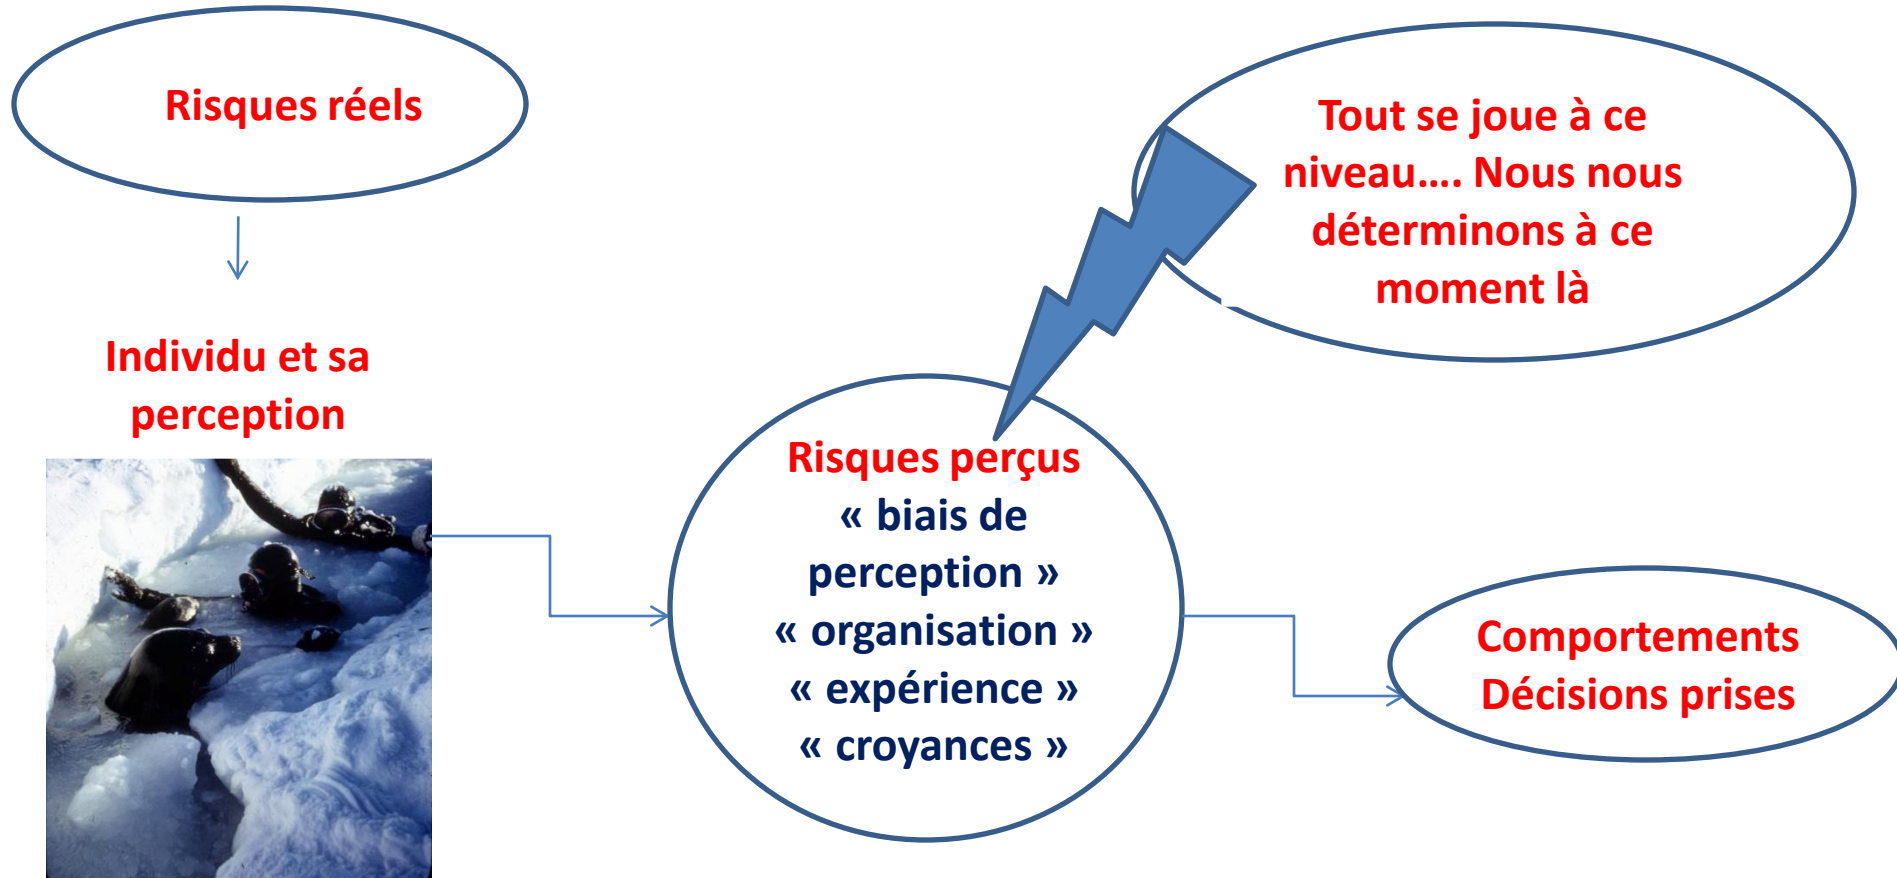 Risques réels
Tout se joue à ce
niveau.... Nous nous
déterminons à ce
moment là
Individu et sa
perception
Risques perçus
« biais de
perception »
« organisation »
« expérience »
« croyances »
Comportements
Décisions prises